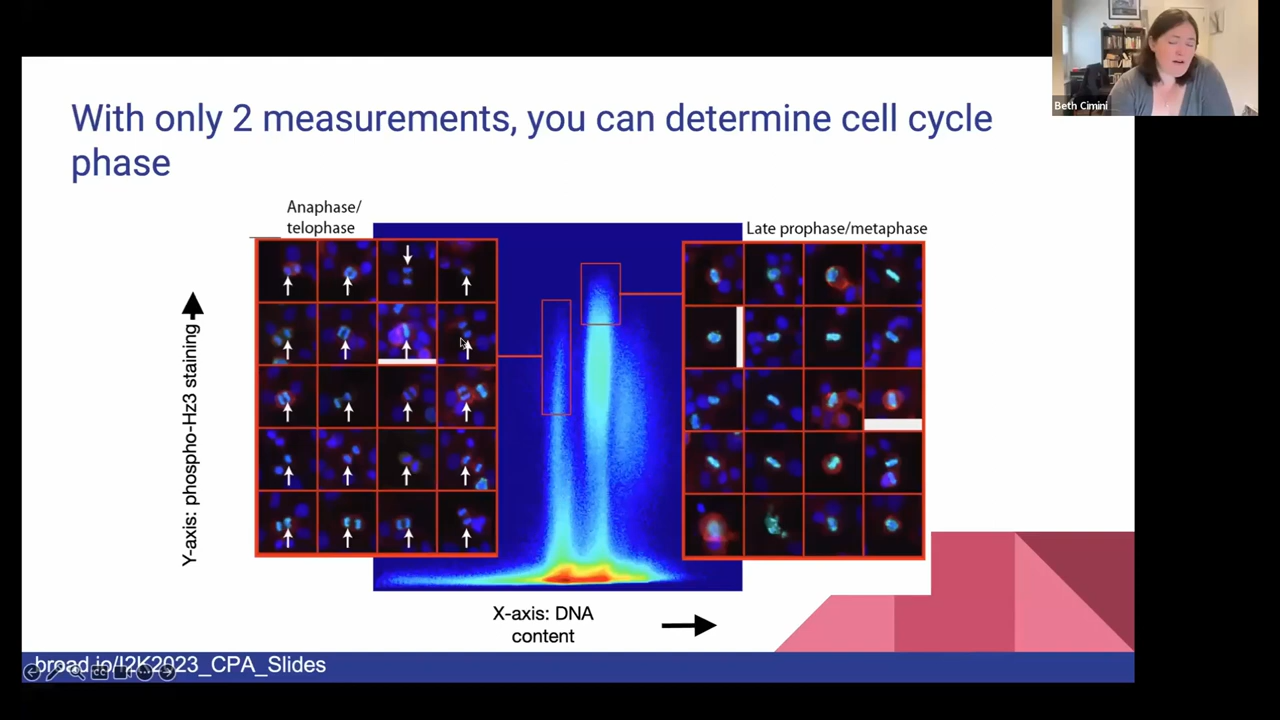 Beth Cimini
With only 2 measurements, you can determine cell cycle
phase
Anaphase/
telophase
Late prophase/metaphase
Y-axis: phospho-Hz3 staining
X-axis: DNA
content
broad.io/I2K2023_CPA_Slides